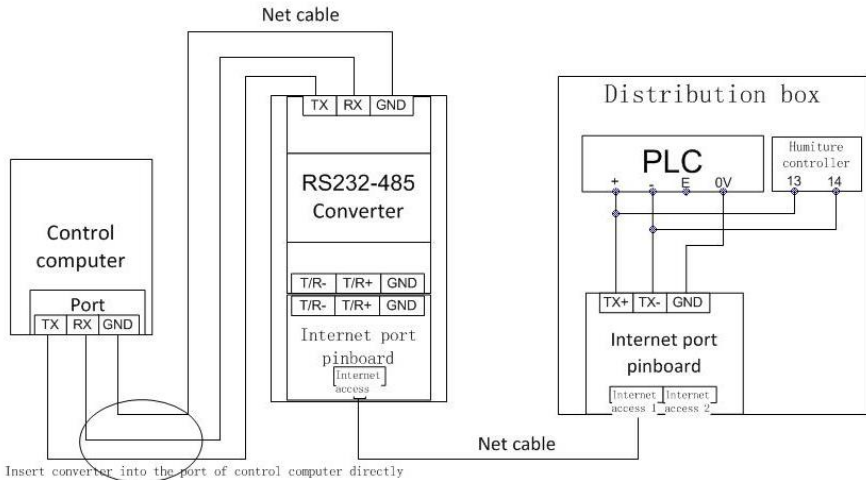 Net cable
TX RX GND
RS232-485
Converter
T/R- T/R+ GND
T/R- T/R+ GND
Internet port
pinboard
Internet
access
Control
computer
Port
TX RX GND
Insert converter into the port of control computer directly
Net cable
Distribution box
PLC
+ - E 0V
Humiture
controller
13 14
TX+ TX- GND
Internet port
pinboard
Internet Internet
access 1 access 2